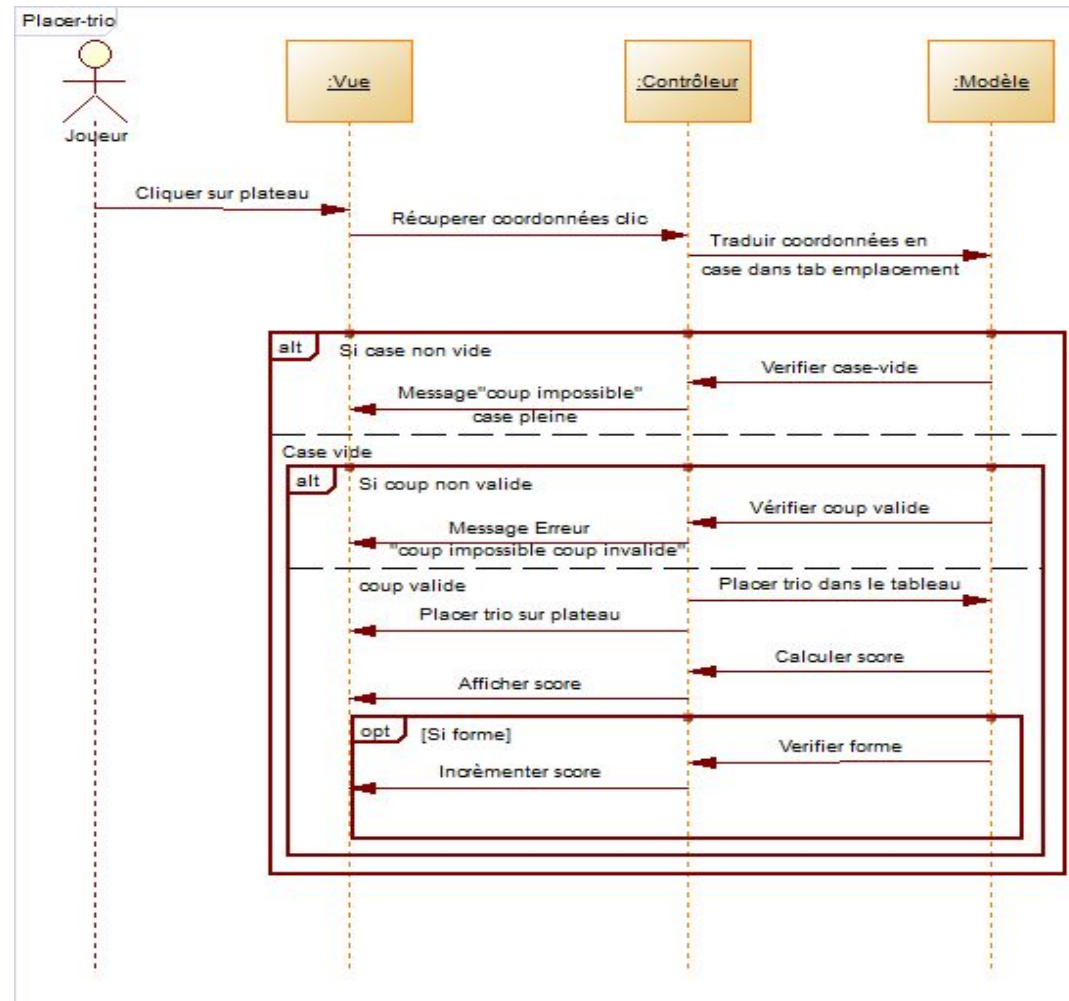 Placer-trio
:Vue
:Contrôleur
:Modèle
Joueur
Cliquer sur plateau
Récuperer coordonnées clic
Traduir coordonnées en
case dans tab emplacement
alt
Si case non vide
Verifier case-vide
Message"coup impossible"
case pleine
Case vide
alt
Si coup non valide
Vérifier coup valide
Message Erreur
"coup impossible coup invalide"
coup valide
Placer trio dans le tableau
Placer trio sur plateau
Calculer score
Afficher score
opt
[Si forme]
Verifier forme
Incrèmenter score